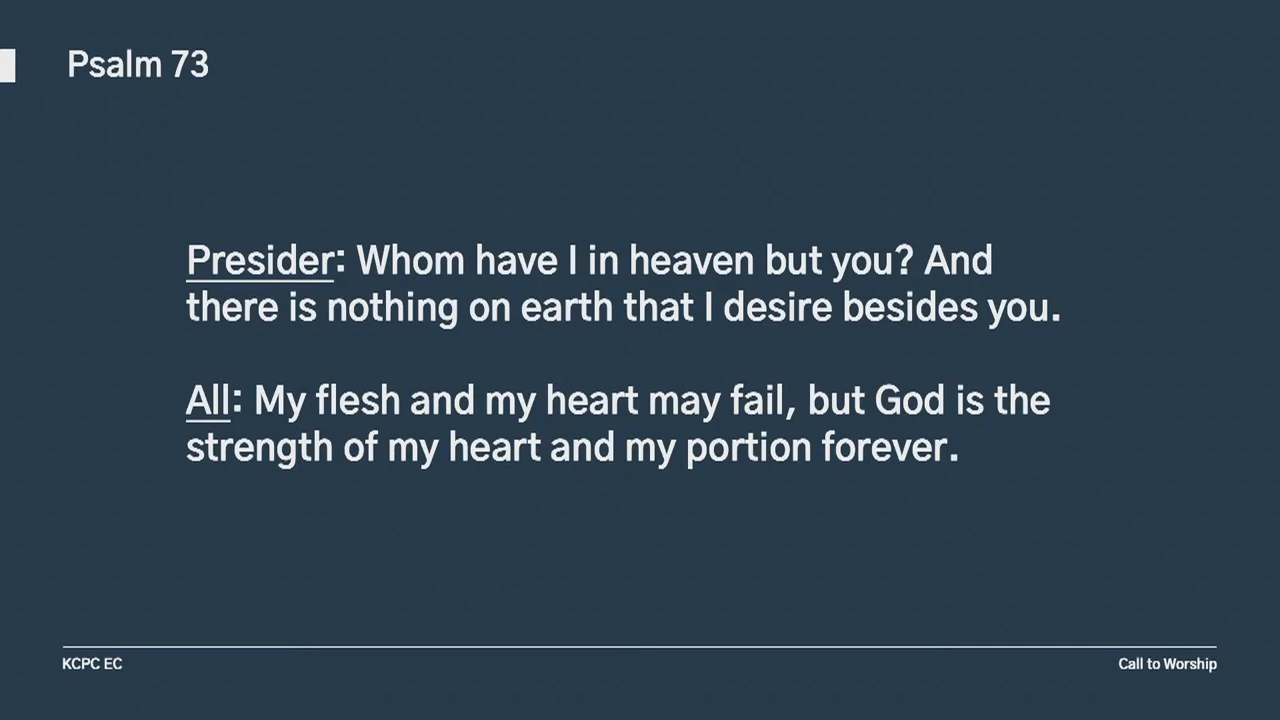 Psalm 73
Presider: Whom have I in heaven but you? And
there is nothing on earth that I desire besides you.
All: My flesh and my heart may fail, but God is the
strength of my heart and my portion forever.
KCPC EC
Call to Worship